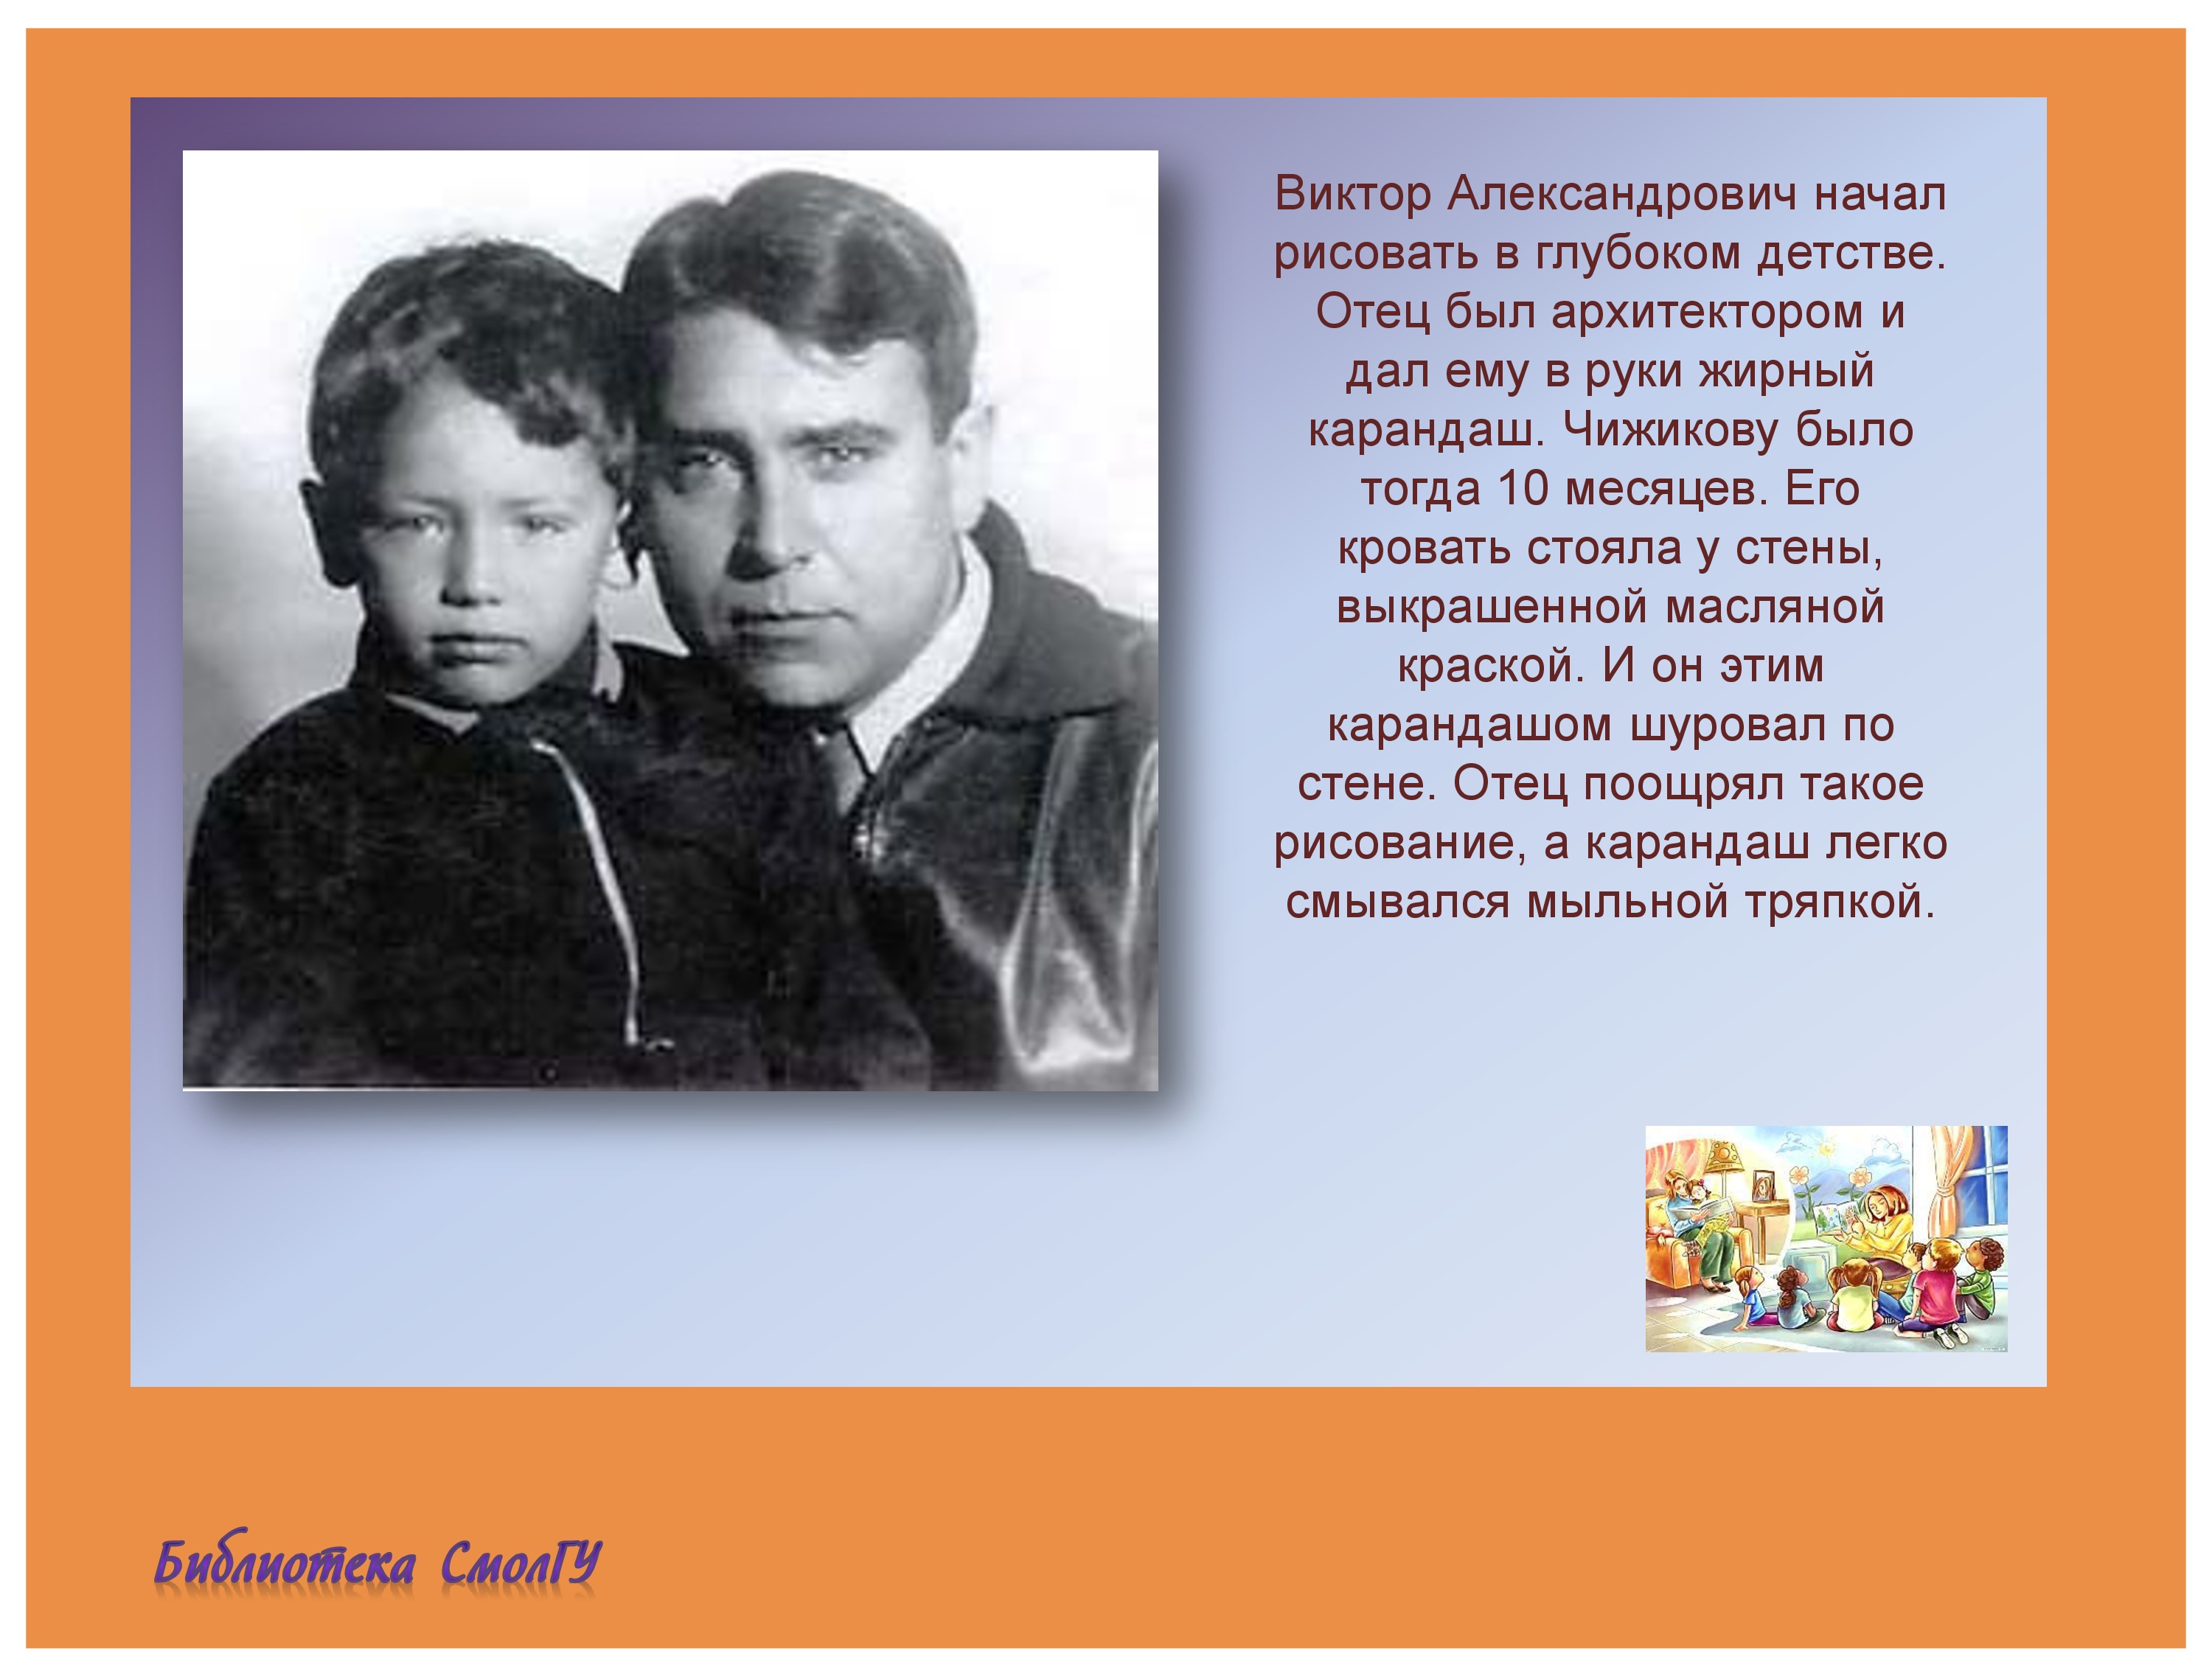 Виктор Александрович начал
рисовать в глубоком детстве.
Отец был архитектором и
дал ему в руки жирный
карандаш. Чижикову было
тогда 10 месяцев. Его
кровать стояла у стены,
выкрашенной масляной
краской. И он этим
карандашом шуровал по
стене. Отец поощрял такое
рисование, а карандаш легко
смывался мыльной тряпкой.
Библиотека СмолГУ